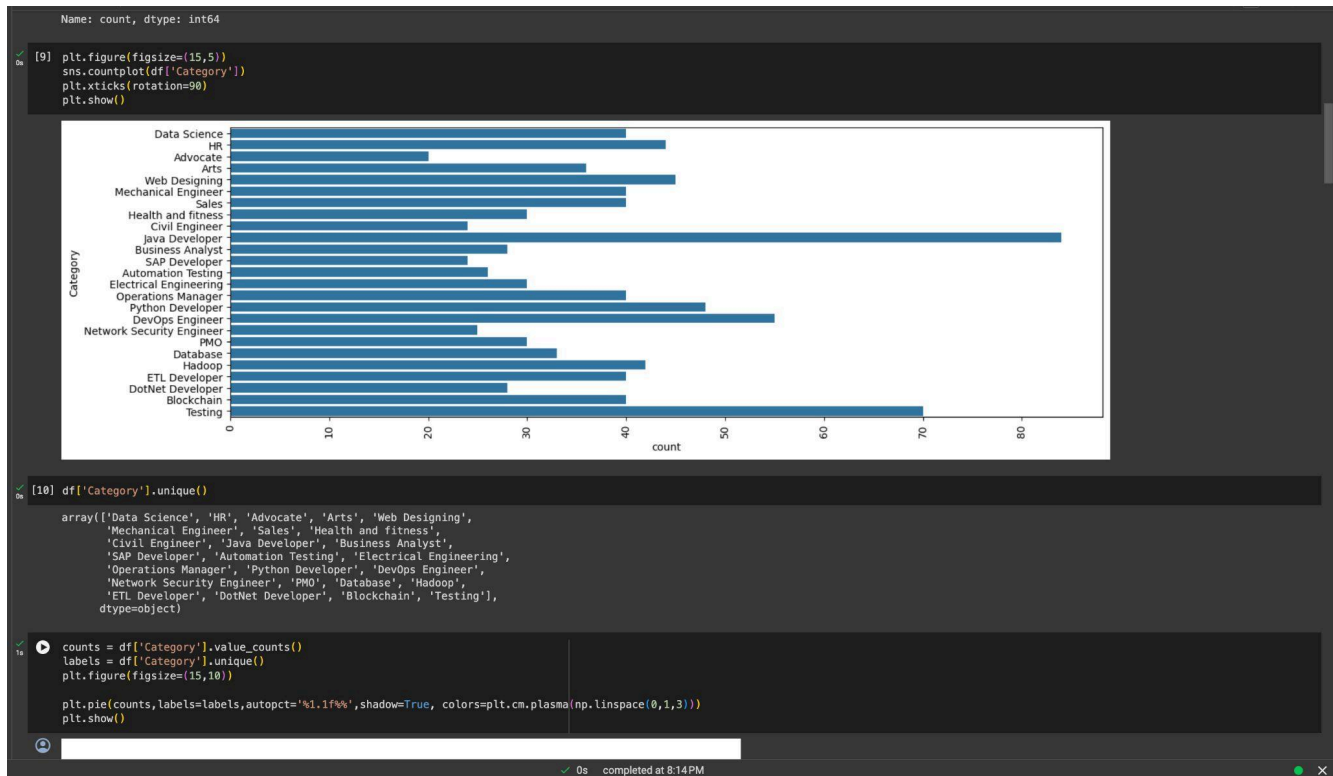 Name: count, dtype: int64
0s
[9] plt.figure(figsize=(15,5))
sns.countplot(df['Category'])
plt.xticks(rotation=90)
plt.show()
Data Science
HR
Advocate
Arts
Web Designing
Mechanical Engineer
Sales
Health and fitness
Civil Engineer
Java Developer
Business Analyst
SAP Developer
Automation Testing
Electrical Engineering
Operations Manager
Python Developer
DevOps Engineer
Network Security Engineer
PMO
Database
Hadoop
ETL Developer
DotNet Developer
Blockchain
Testing
Category
0 10 20 30 40 50 60 70 80
count
0s
[10] df['Category'].unique()
array(['Data Science', 'HR', 'Advocate', 'Arts', 'Web Designing',
'Mechanical Engineer', 'Sales', 'Health and fitness',
'Civil Engineer', 'Java Developer', 'Business Analyst',
'SAP Developer', 'Automation Testing', 'Electrical Engineering',
'Operations Manager', 'Python Developer', 'DevOps Engineer',
'Network Security Engineer', 'PMO', 'Database', 'Hadoop',
'ETL Developer', 'DotNet Developer', 'Blockchain', 'Testing'],
dtype=object)
1s
counts = df['Category'].value_counts()
labels = df['Category'].unique()
plt.figure(figsize=(15,10))
plt.pie(counts,labels=labels,autopct='%1.1f%%',shadow=True, colors=plt.cm.plasma(np.linspace(0,1,3)))
plt.show()
0s completed at 8:14 PM